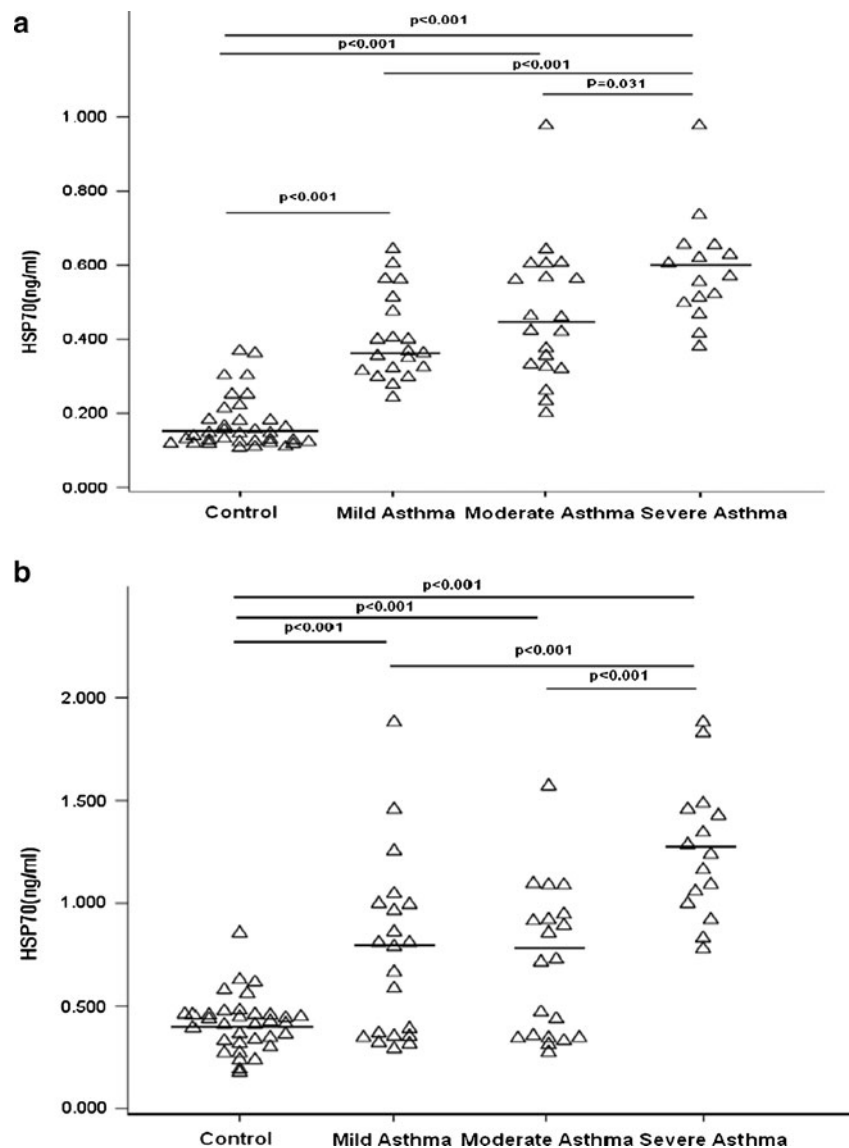 a
p<0.001
p<0.001
p<0.001
P=0.031
1.000
p<0.001
0.800
0.600
HSP70(ng/ml)
0.400
0.200
0.000
Control Mild Asthma Moderate Asthma Severe Asthma
b
p<0.001
p<0.001
p<0.001
p<0.001
p<0.001
2.000
1.500
HSP70(ng/ml)
1.000
0.500
0.000
Control Mild Asthma Moderate Asthma Severe Asthma